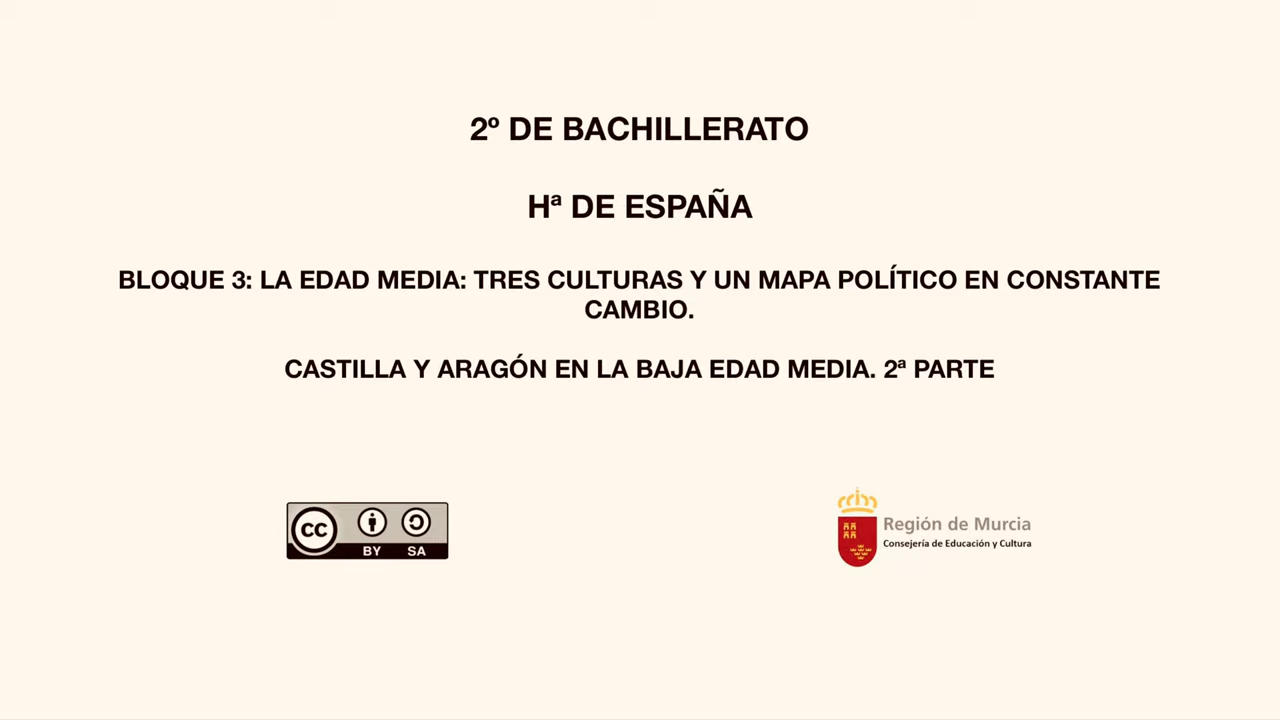 2º DE BACHILLERATO
Hª DE ESPAÑA
BLOQUE 3: LA EDAD MEDIA: TRES CULTURAS Y UN MAPA POLÍTICO EN CONSTANTE
CAMBIO.
CASTILLA Y ARAGÓN EN LA BAJA EDAD MEDIA. 2ª PARTE
CC BY SA
Región de Murcia
Consejería de Educación y Cultura